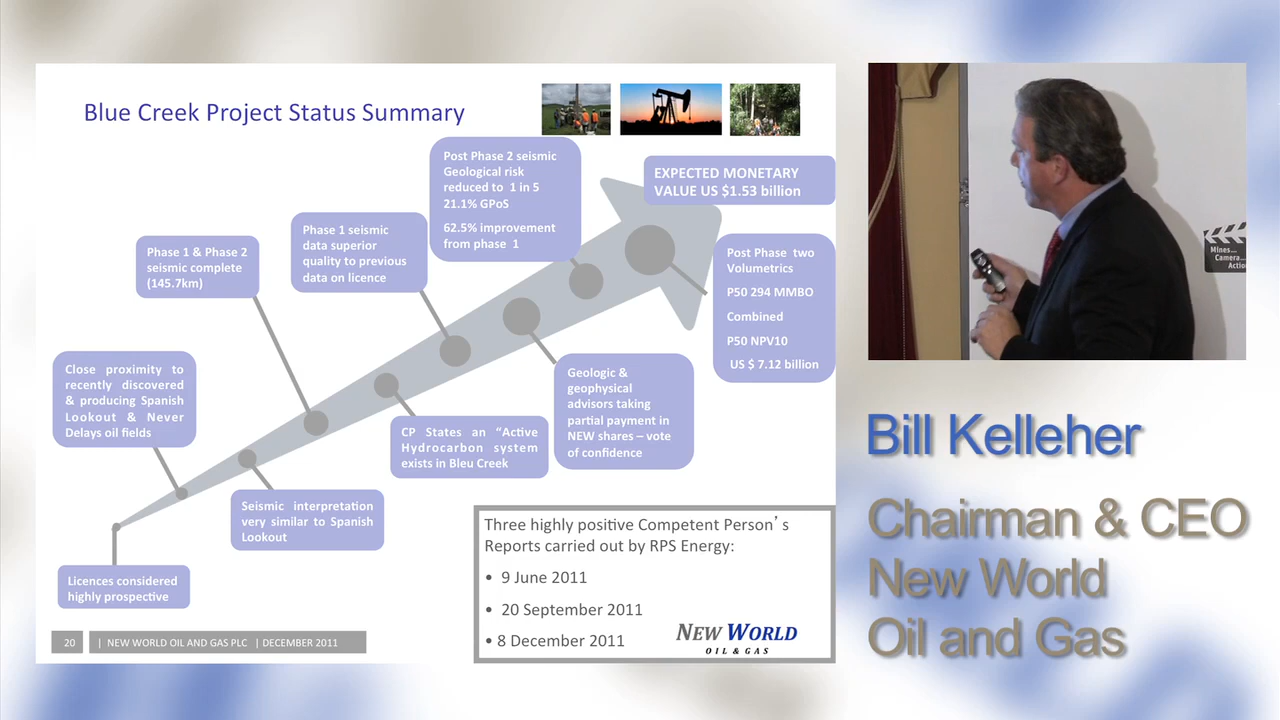 Blue Creek Project Status Summary
Post Phase 2 seismic
Geological risk
reduced to 1 in 5
21.1% GPoS
62.5% improvement
from phase 1
EXPECTED MONETARY
VALUE US $1.53 billion
Phase 1 seismic
data superior
quality to previous
data on licence
Phase 1 & Phase 2
seismic complete
(145.7km)
Post Phase two
Volumetrics
P50 294 MMBO
Combined
P50 NPV10
US $ 7.12 billion
Close proximity to
recently discovered
& producing Spanish
Lookout & Never
Delays oil fields
Geologic &
geophysical
advisors taking
partial payment in
NEW shares – vote
of confidence
CP States an “Active
Hydrocarbon system
exists in Bleu Creek
Seismic interpretation
very similar to Spanish
Lookout
Licences considered
highly prospective
Three highly positive Competent Person’s
Reports carried out by RPS Energy:
• 9 June 2011
• 20 September 2011
• 8 December 2011
NEW WORLD
OIL & GAS
20 | NEW WORLD OIL AND GAS PLC | DECEMBER 2011
Mines...
Camera...
Actio
Bill Kelleher
Chairman & CEO
New World
Oil and Gas